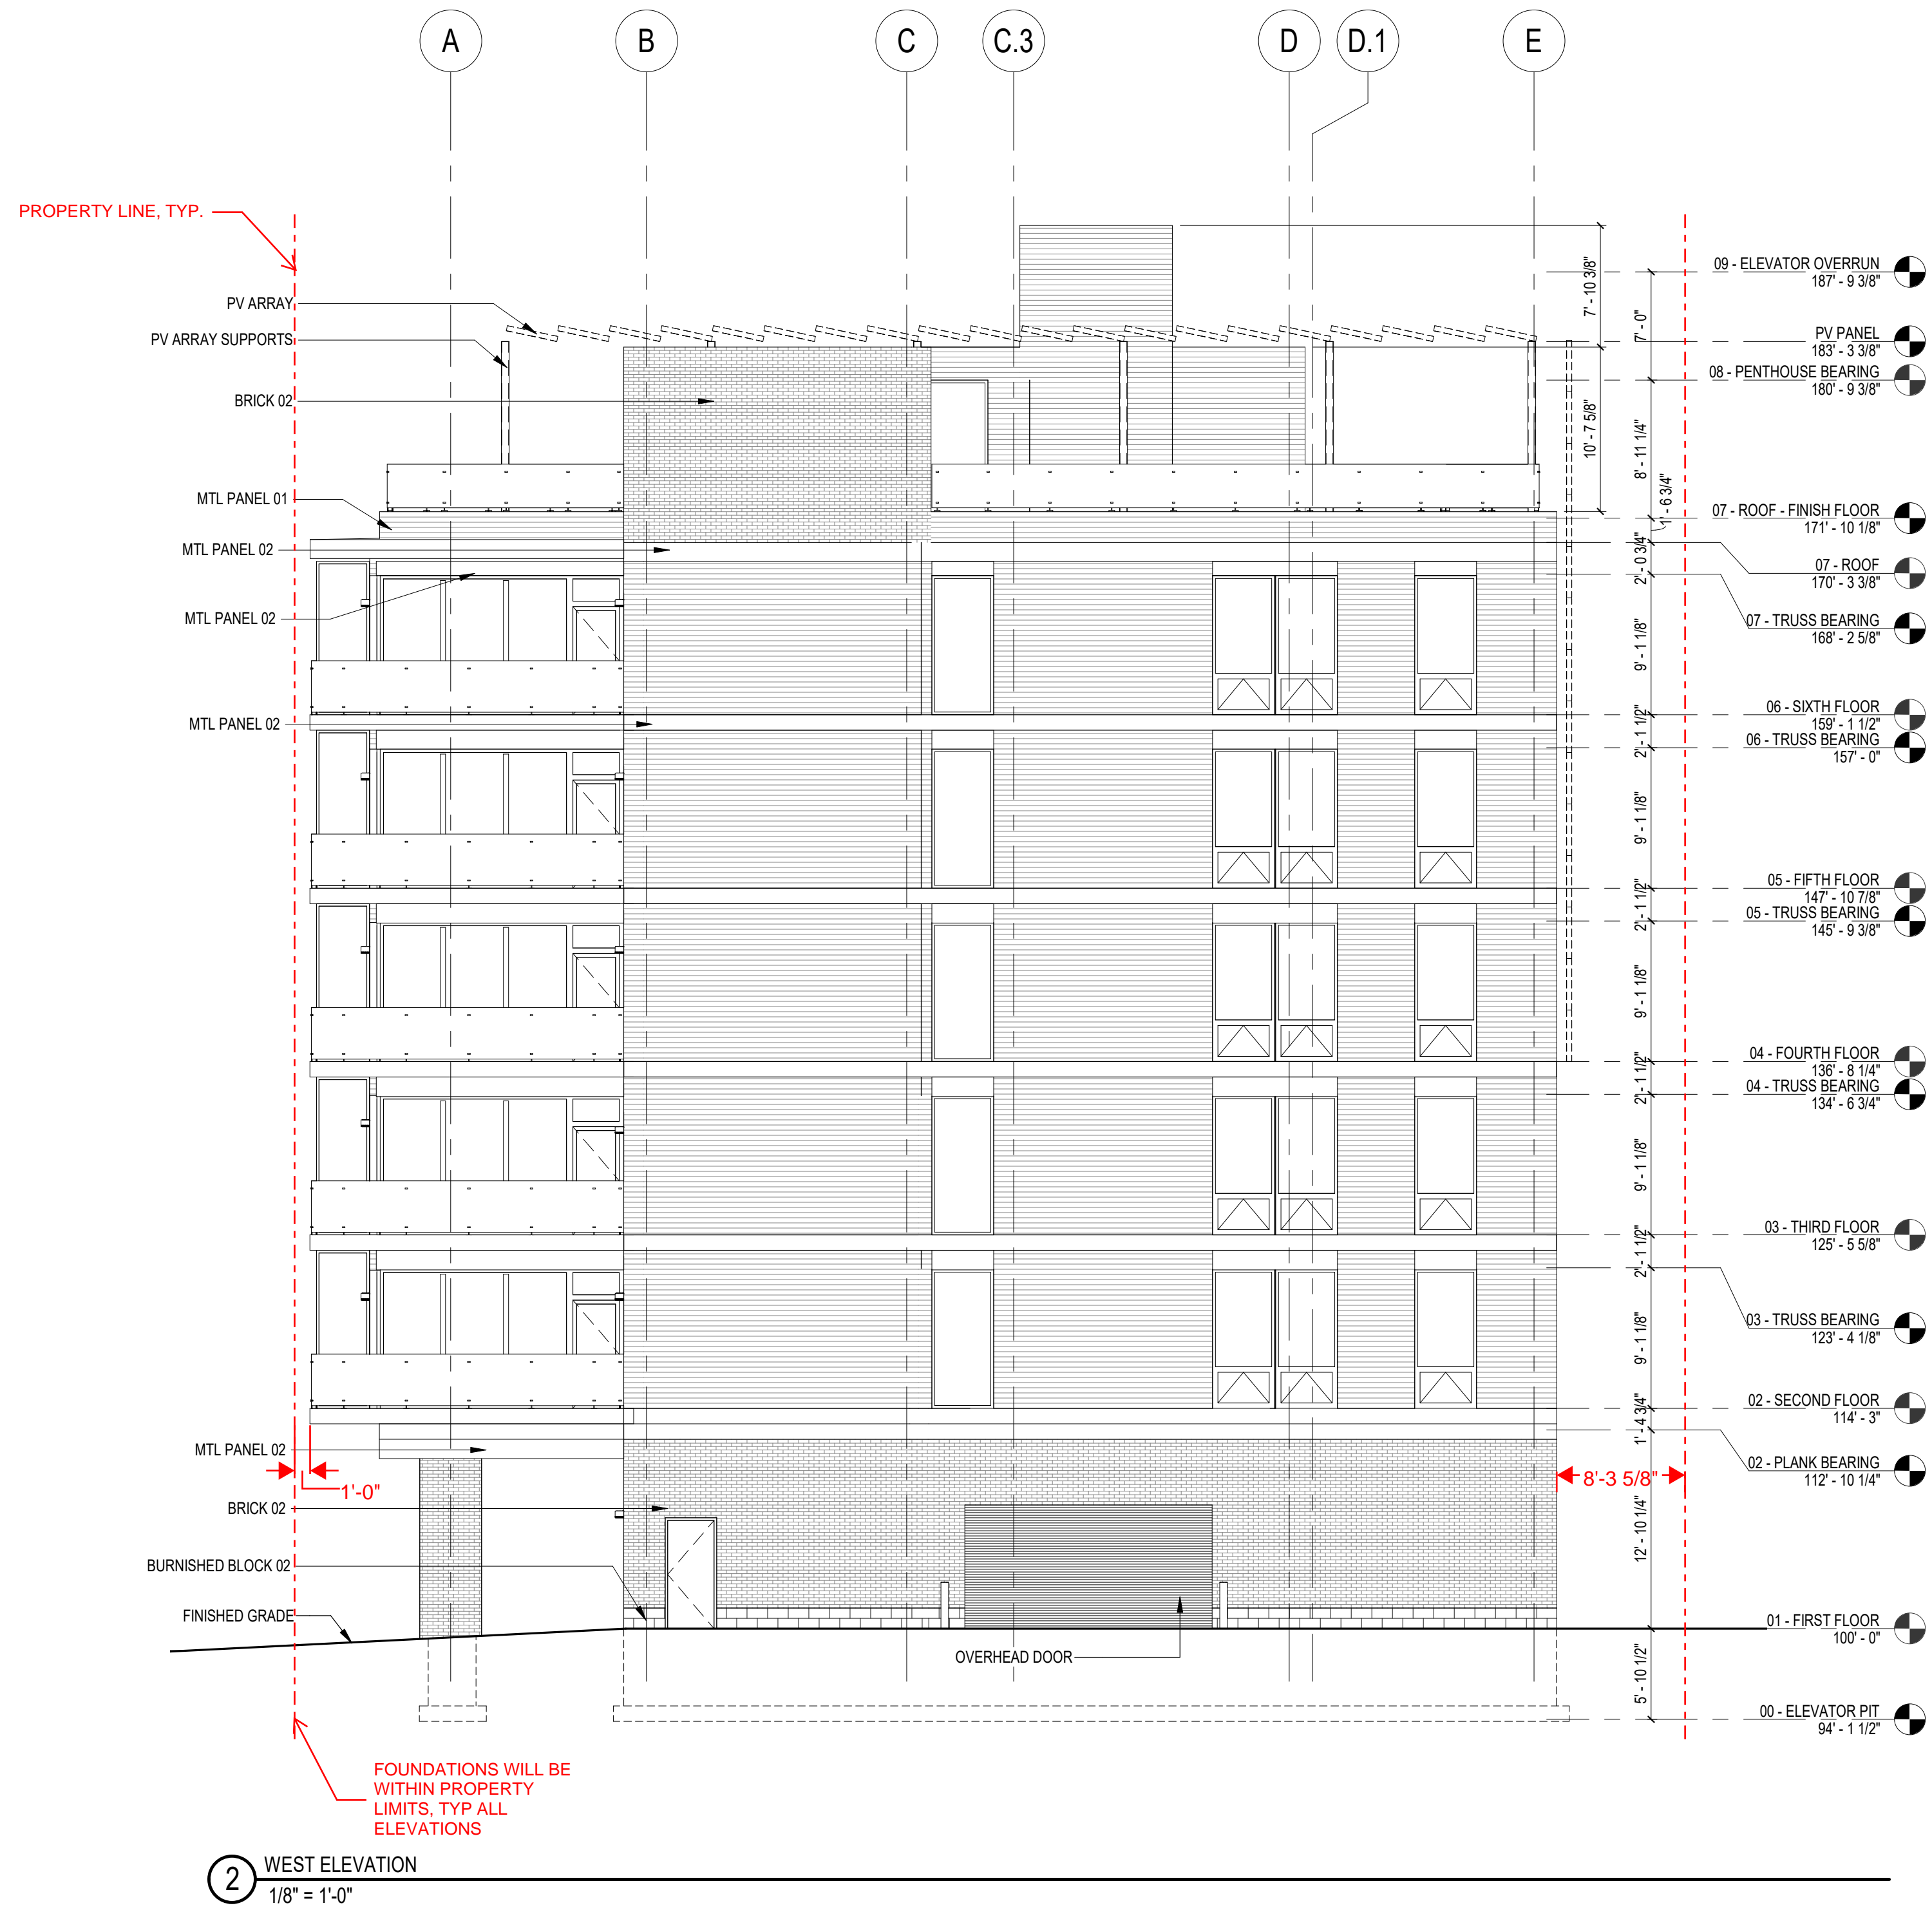 A
B
C
C.3
D
D.1
E
PROPERTY LINE, TYP.
PV ARRAY
PV ARRAY SUPPORTS
BRICK 02
MTL PANEL 01
MTL PANEL 02
MTL PANEL 02
MTL PANEL 02
MTL PANEL 02
1'-0"
BRICK 02
BURNISHED BLOCK 02
FINISHED GRADE
OVERHEAD DOOR
FOUNDATIONS WILL BE
WITHIN PROPERTY
LIMITS, TYP ALL
ELEVATIONS
7' - 10 3/8"
10' - 7 5/8"
7' - 0"
8' - 11 1/4"
1' - 6 3/4"
2' - 0 3/4"
9' - 1 1/8"
2' - 1 1/2"
9' - 1 1/8"
2' - 1 1/2"
9' - 1 1/8"
2' - 1 1/2"
9' - 1 1/8"
2' - 1 1/2"
9' - 1 1/8"
1' - 4 3/4"
8'-3 5/8"
12' - 10 1/4"
5' - 10 1/2"
09 - ELEVATOR OVERRUN
187' - 9 3/8"
PV PANEL
183' - 3 3/8"
08 - PENTHOUSE BEARING
180' - 9 3/8"
07 - ROOF - FINISH FLOOR
171' - 10 1/8"
07 - ROOF
170' - 3 3/8"
07 - TRUSS BEARING
168' - 2 5/8"
06 - SIXTH FLOOR
159' - 1 1/2"
06 - TRUSS BEARING
157' - 0"
05 - FIFTH FLOOR
147' - 10 7/8"
05 - TRUSS BEARING
145' - 9 3/8"
04 - FOURTH FLOOR
136' - 8 1/4"
04 - TRUSS BEARING
134' - 6 3/4"
03 - THIRD FLOOR
125' - 5 5/8"
03 - TRUSS BEARING
123' - 4 1/8"
02 - SECOND FLOOR
114' - 3"
02 - PLANK BEARING
112' - 10 1/4"
01 - FIRST FLOOR
100' - 0"
00 - ELEVATOR PIT
94' - 1 1/2"
2
WEST ELEVATION
1/8" = 1'-0"